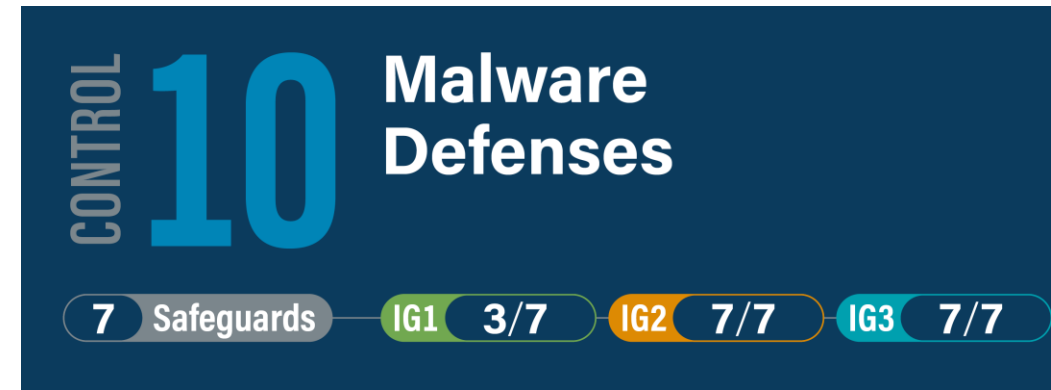 CONTROL
10
Malware
Defenses
7 Safeguards IG1 3/7 IG2 7/7 IG3 7/7